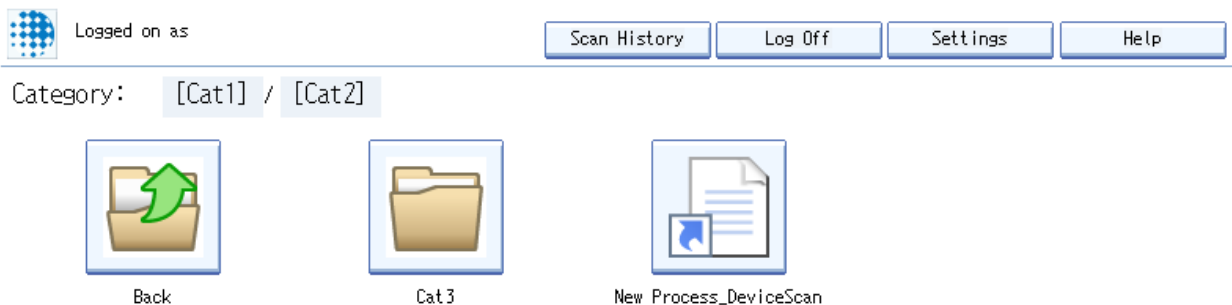 Logged on as
Scan History Log Off Settings Help
Category: [Cat1] / [Cat2]
Back Cat3 New Process_DeviceScan